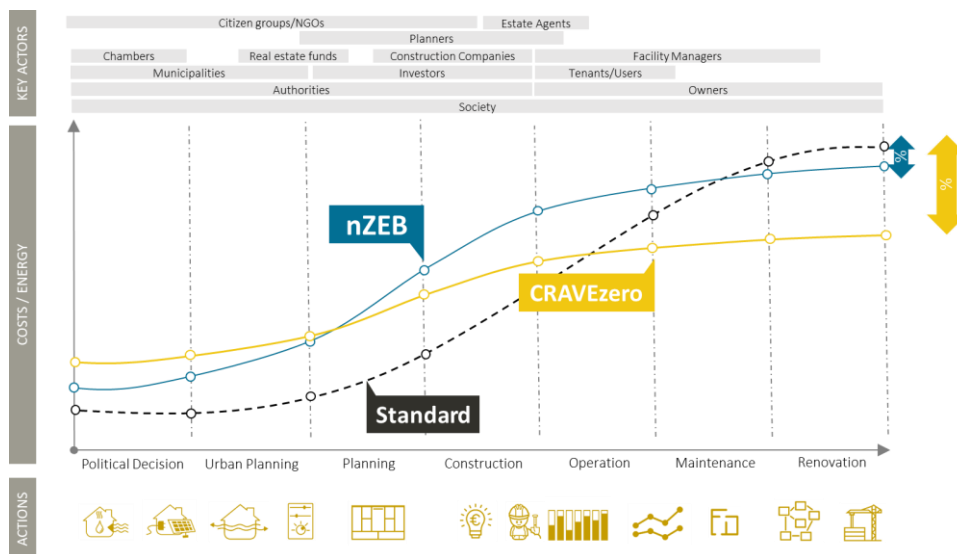 KEY ACTORS
Citizen groups/NGOs
Estate Agents
Planners
Chambers
Real estate funds
Construction Companies
Facility Managers
Municipalities
Investors
Tenants/Users
Authorities
Owners
Society
COSTS / ENERGY
%
%
nZEB
CRAVEzero
Standard
Political Decision
Urban Planning
Planning
Construction
Operation
Maintenance
Renovation
ACTIONS
€